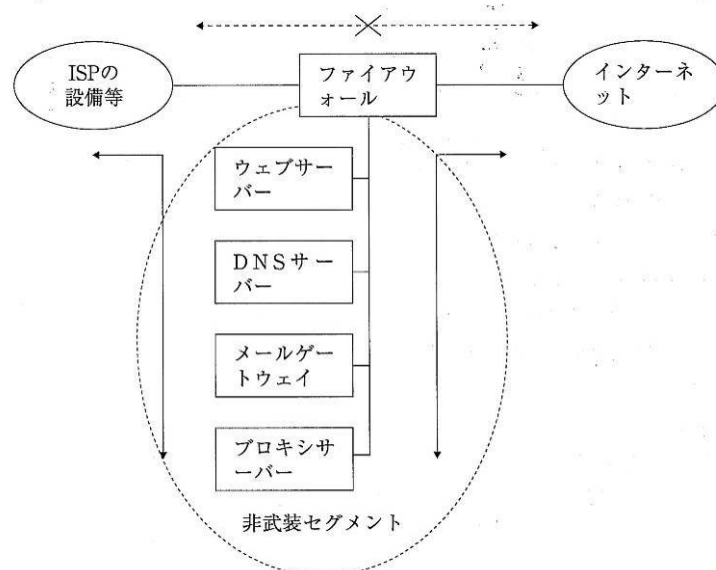 ISPの
設備等
ファイアウ
ォール
インターネ
ット
ウェブサー
バー
DNSサー
バー
メールゲー
トウェイ
プロキシサ
ーバー
非武装セグメント